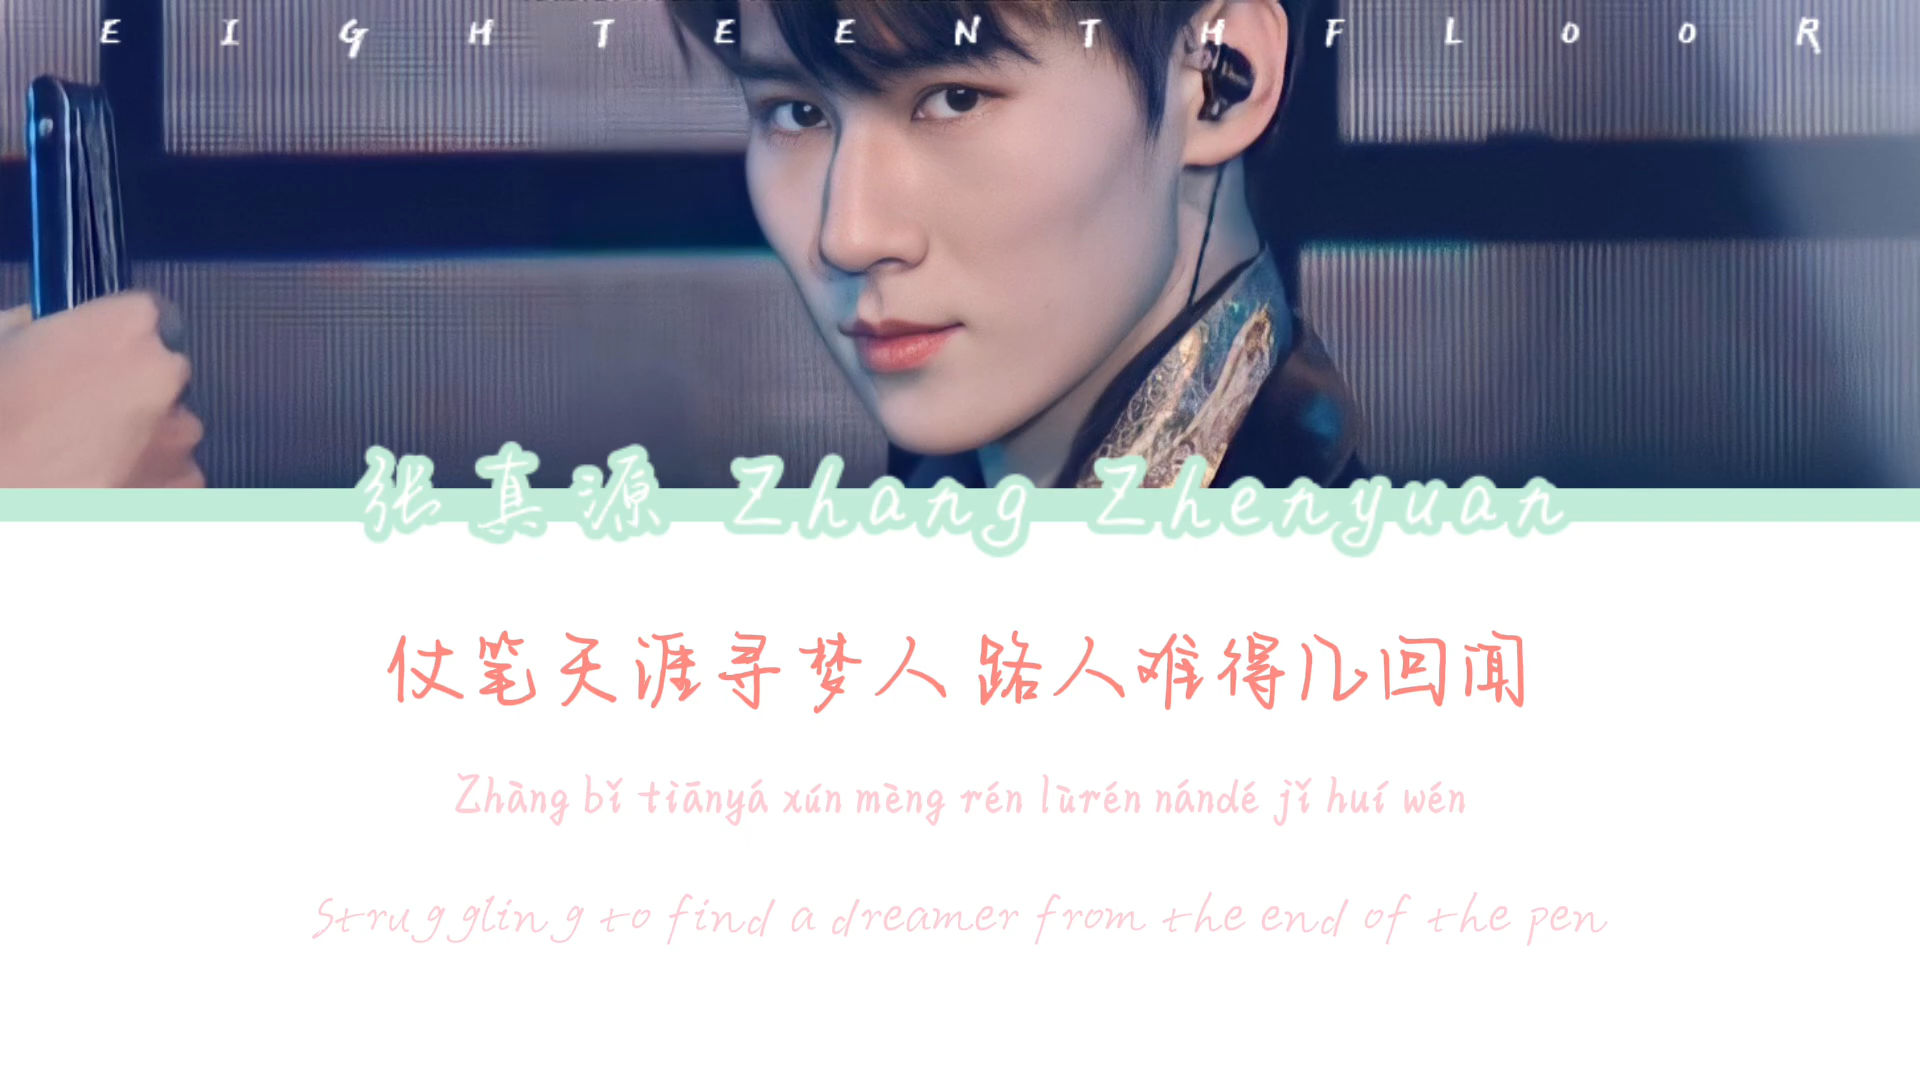 EIGHTEENTHFLOOR
张真源 Zhang Zhenyuan
仗笔天涯寻梦人 路人难得几回闻
Zhàng bǐ tiānyá xún mèng rén lùrén nándé jǐ huí wén
Struggling to find a dreamer from the end of the pen